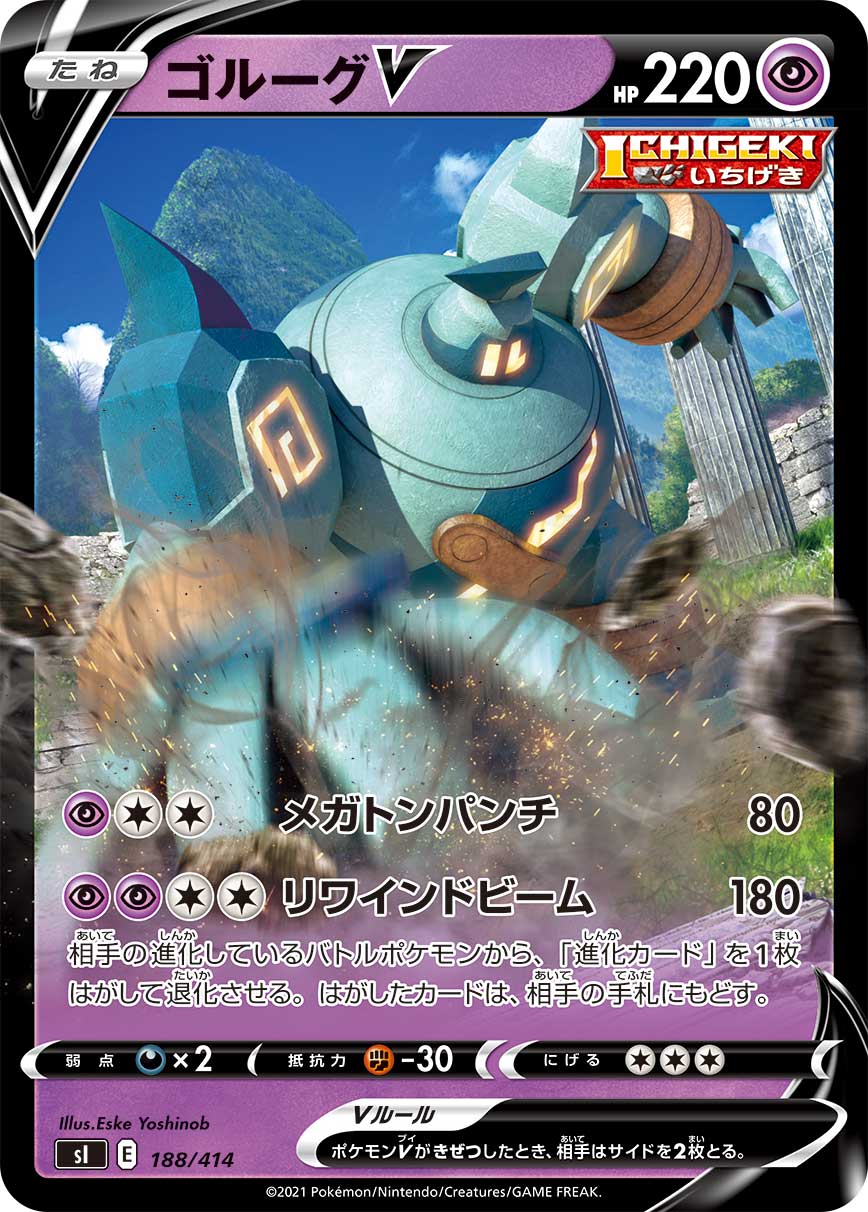 たね ゴルーグV HP 220
ICHIGEKI
いちげき
メガトンパンチ 80
リワインドビーム 180
相手の進化しているバトルポケモンから、「進化カード」を1枚
はがして退化させる。はがしたカードは、相手の手札にもどす。
弱点 ×2 抵抗力 -30 にげる
Illus.Eske Yoshinob
Vルール
ポケモンVがきぜつしたとき、相手はサイドを2枚とる。
sI E 188/414
©2021 Pokémon/Nintendo/Creatures/GAME FREAK.